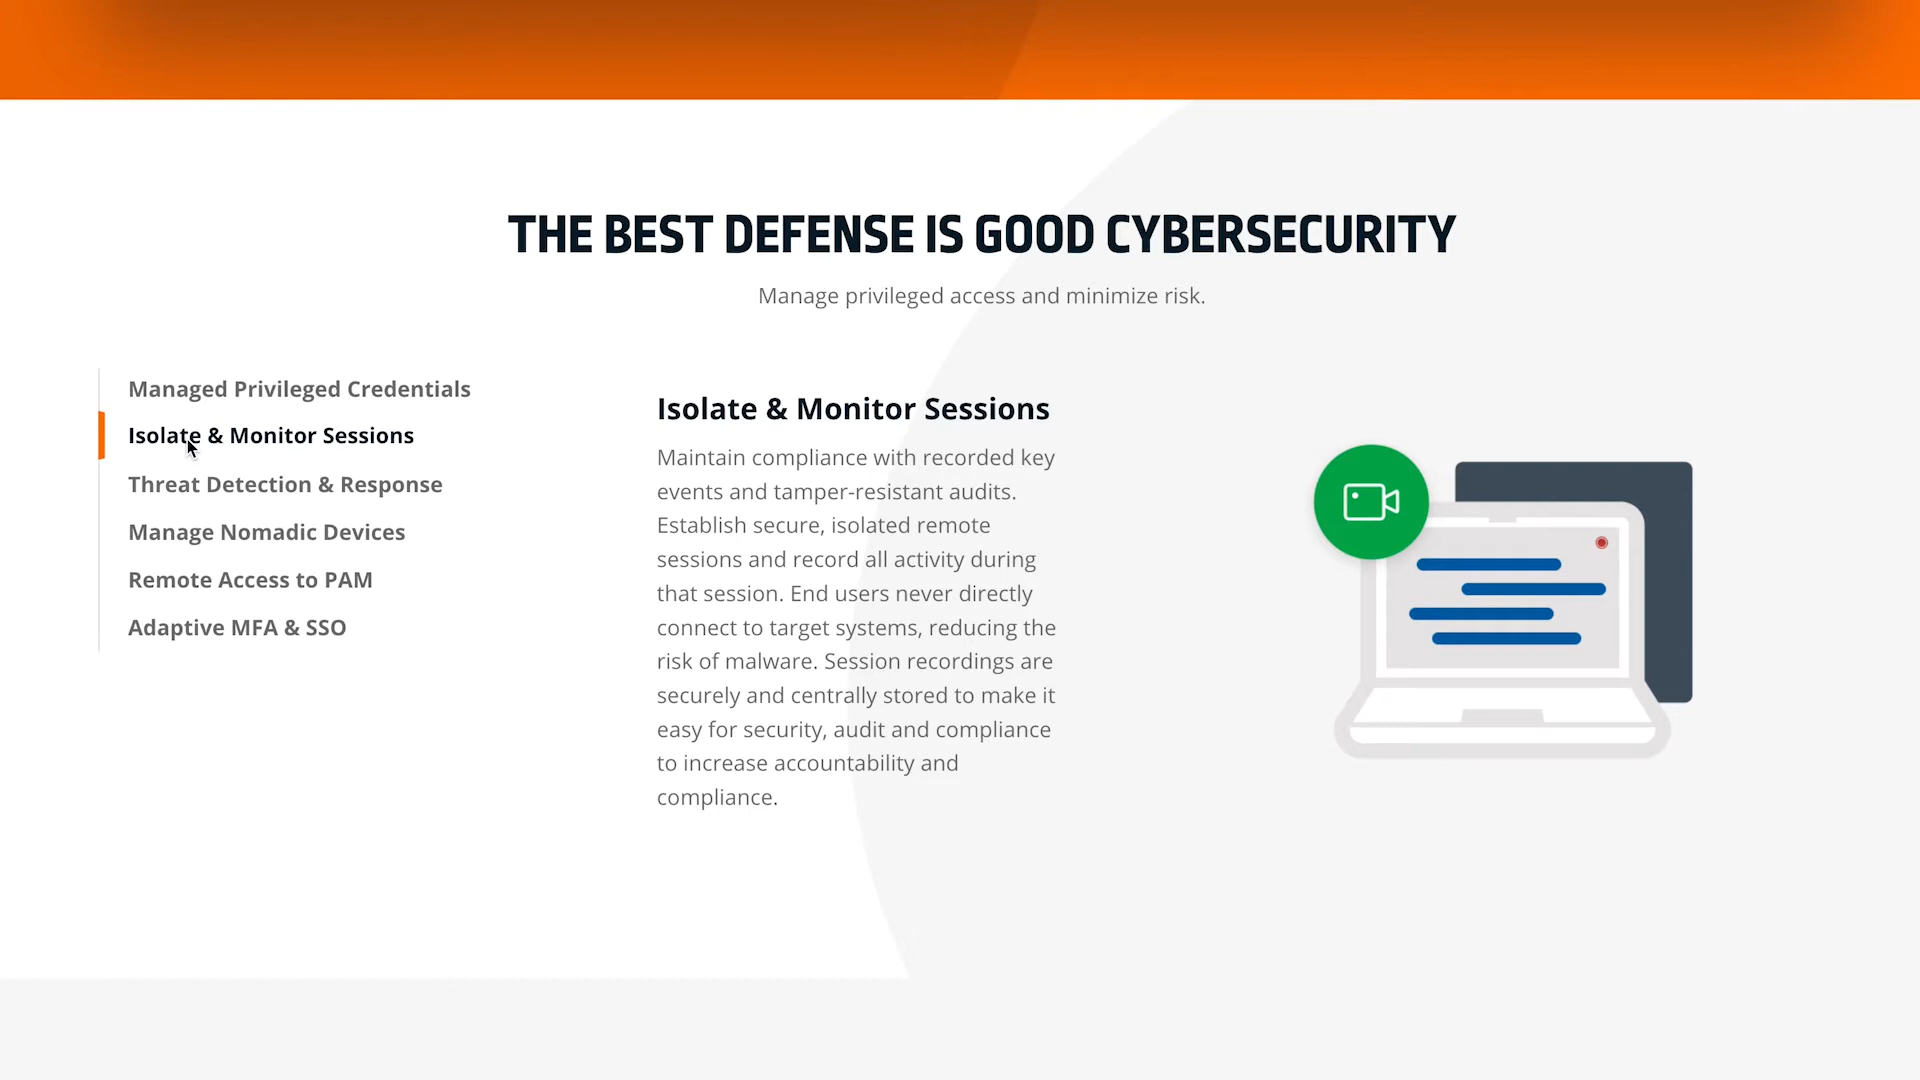 THE BEST DEFENSE IS GOOD CYBERSECURITY
Manage privileged access and minimize risk.
Managed Privileged Credentials
Isolate & Monitor Sessions
Threat Detection & Response
Manage Nomadic Devices
Remote Access to PAM
Adaptive MFA & SSO
Isolate & Monitor Sessions
Maintain compliance with recorded key
events and tamper-resistant audits.
Establish secure, isolated remote
sessions and record all activity during
that session. End users never directly
connect to target systems, reducing the
risk of malware. Session recordings are
securely and centrally stored to make it
easy for security, audit and compliance
to increase accountability and
compliance.